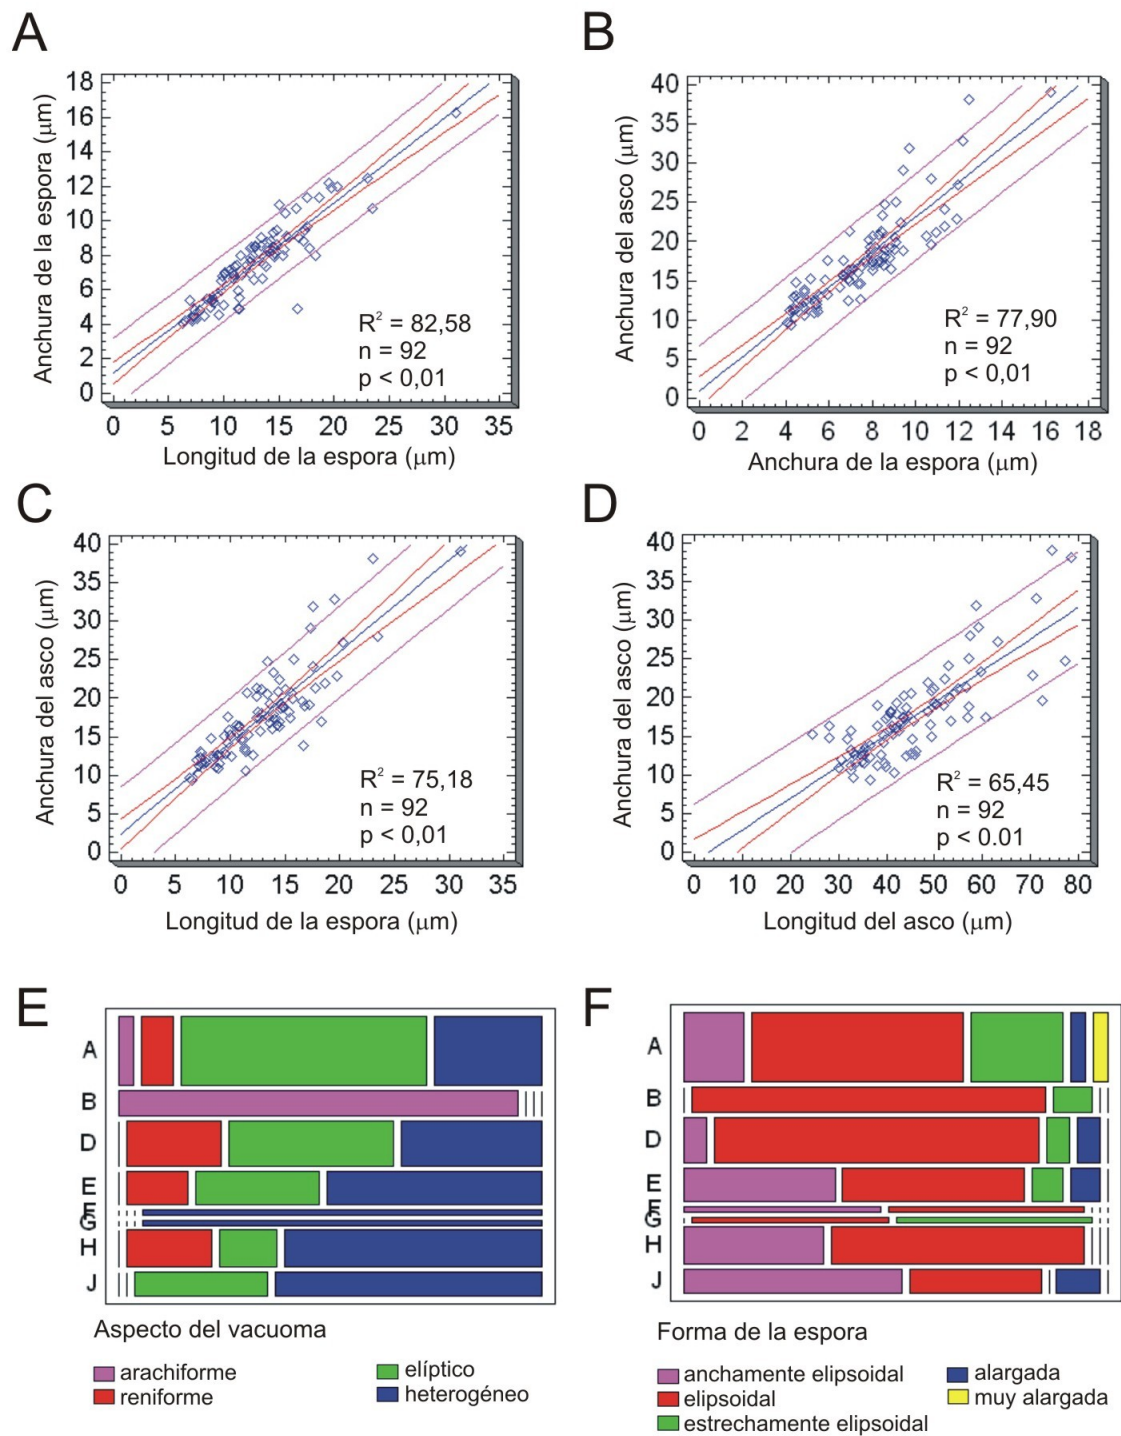 A
B
Anchura de la espora (μm)
18
16
14
12
10
8
6
4
2
0
R² = 82,58
n = 92
p < 0,01
0 5 10 15 20 25 30 35
Longitud de la espora (μm)
Anchura del asco (μm)
40
35
30
25
20
15
10
5
0
R² = 77,90
n = 92
p < 0,01
0 2 4 6 8 10 12 14 16 18
Anchura de la espora (μm)
C
D
Anchura del asco (μm)
40
35
30
25
20
15
10
5
0
R² = 75,18
n = 92
p < 0,01
0 5 10 15 20 25 30 35
Longitud de la espora (μm)
Anchura del asco (μm)
40
35
30
25
20
15
10
5
0
R² = 65,45
n = 92
p < 0.01
0 10 20 30 40 50 60 70 80
Longitud del asco (μm)
E
F
A
B
D
E
F
G
H
J
Aspecto del vacuoma
arachiforme
reniforme
elíptico
heterogéneo
A
B
D
E
F
G
H
J
Forma de la espora
anchamente elipsoidal
elipsoidal
estrechamente elipsoidal
alargada
muy alargada